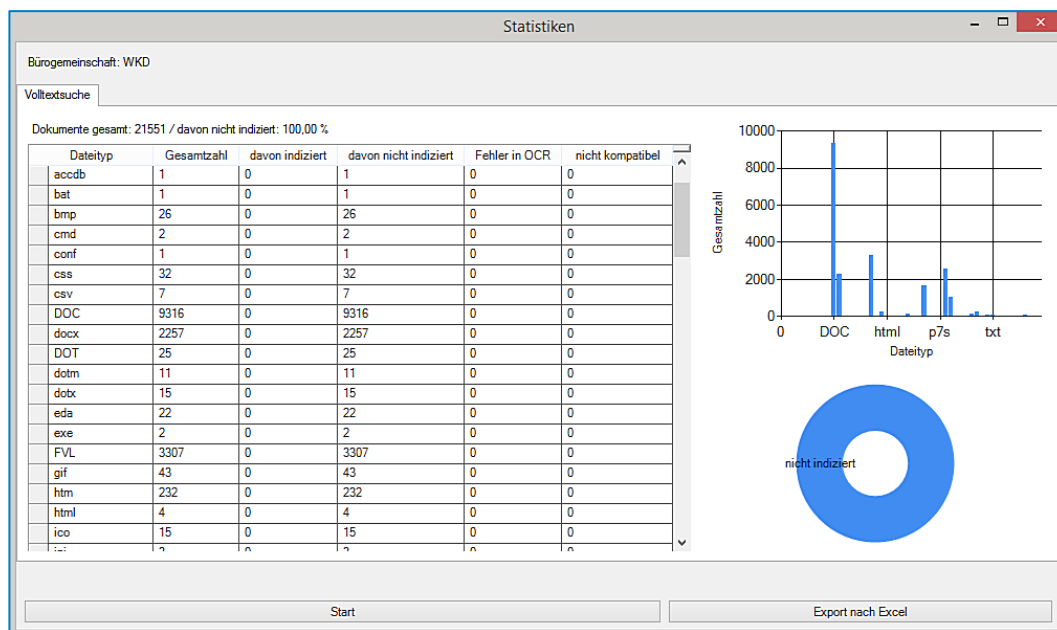 Statistiken
Bürogemeinschaft: WKD
Volltextsuche
Dokumente gesamt: 21551 / davon nicht indiziert: 100,00 %
Dateityp Gesamtzahl davon indiziert davon nicht indiziert Fehler in OCR nicht kompatibel
accdb 1 0 1 0 0
bat 1 0 1 0 0
bmp 26 0 26 0 0
cmd 2 0 2 0 0
conf 1 0 1 0 0
css 32 0 32 0 0
csv 7 0 7 0 0
DOC 9316 0 9316 0 0
docx 2257 0 2257 0 0
DOT 25 0 25 0 0
dotm 11 0 11 0 0
dotx 15 0 15 0 0
eda 22 0 22 0 0
exe 2 0 2 0 0
FVL 3307 0 3307 0 0
gif 43 0 43 0 0
htm 232 0 232 0 0
html 4 0 4 0 0
ico 15 0 15 0 0
10000
8000
6000
4000
2000
0
Gesamtzahl
0 DOC html p7s txt
Dateityp
nicht indiziert
Start
Export nach Excel